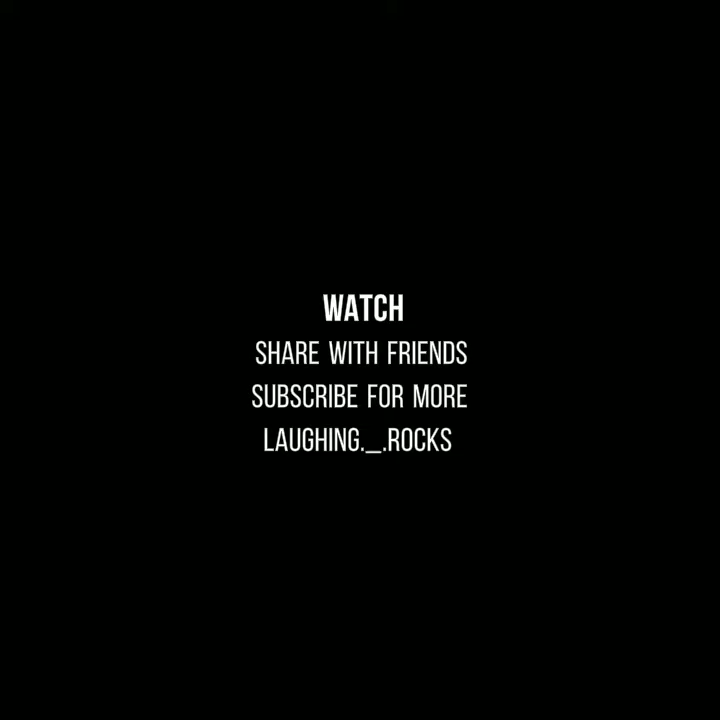 WATCH
SHARE WITH FRIENDS
SUBSCRIBE FOR MORE
LAUGHING._.ROCKS